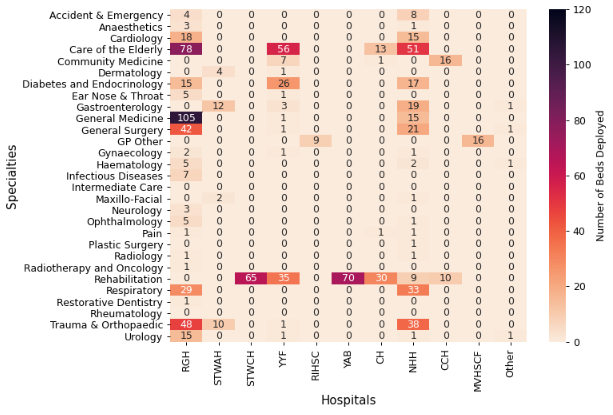 Accident & Emergency 4 0 0 0 0 0 0 8 0 0 0
Anaesthetics 3 0 0 0 0 0 0 1 0 0 0
Cardiology 18 0 0 0 0 0 0 15 0 0 0
Care of the Elderly 78 0 0 56 0 0 13 51 0 0 0
Community Medicine 0 0 0 7 0 0 1 0 16 0 0
Dermatology 0 4 0 1 0 0 0 0 0 0 0
Diabetes and Endocrinology 15 0 0 26 0 0 0 17 0 0 0
Ear Nose & Throat 5 0 0 1 0 0 0 0 0 0 0
Gastroenterology 0 12 0 3 0 0 0 19 0 0 1
General Medicine 105 0 0 1 0 0 0 15 0 0 0
General Surgery 42 0 0 1 0 0 0 21 0 0 1
GP Other 0 0 0 0 9 0 0 0 0 16 0
Gynaecology 2 0 0 1 0 0 0 1 0 0 0
Haematology 5 0 0 0 0 0 0 2 0 0 1
Infectious Diseases 7 0 0 0 0 0 0 0 0 0 0
Intermediate Care 0 0 0 0 0 0 0 0 0 0 0
Maxillo-Facial 0 2 0 0 0 0 0 1 0 0 0
Neurology 3 0 0 0 0 0 0 0 0 0 0
Ophthalmology 5 0 0 0 0 0 0 1 0 0 0
Pain 1 0 0 0 0 0 1 1 0 0 0
Plastic Surgery 0 0 0 0 0 0 0 1 0 0 0
Radiology 1 0 0 0 0 0 0 1 0 0 0
Radiotherapy and Oncology 1 0 0 0 0 0 0 0 0 0 0
Rehabilitation 0 0 65 35 0 70 30 9 10 0 0
Respiratory 29 0 0 0 0 0 0 33 0 0 0
Restorative Dentistry 1 0 0 0 0 0 0 0 0 0 0
Rheumatology 0 0 0 0 0 0 0 0 0 0 0
Trauma & Orthopaedic 48 10 0 1 0 0 0 38 0 0 0
Urology 15 0 0 1 0 0 0 1 0 0 1
RGH STWAH STWCH YYF RIHSC YAB CH NHH CCH MVHSCF Other
Hospitals
Specialties
120
100
80
60
40
20
0
Number of Beds Deployed